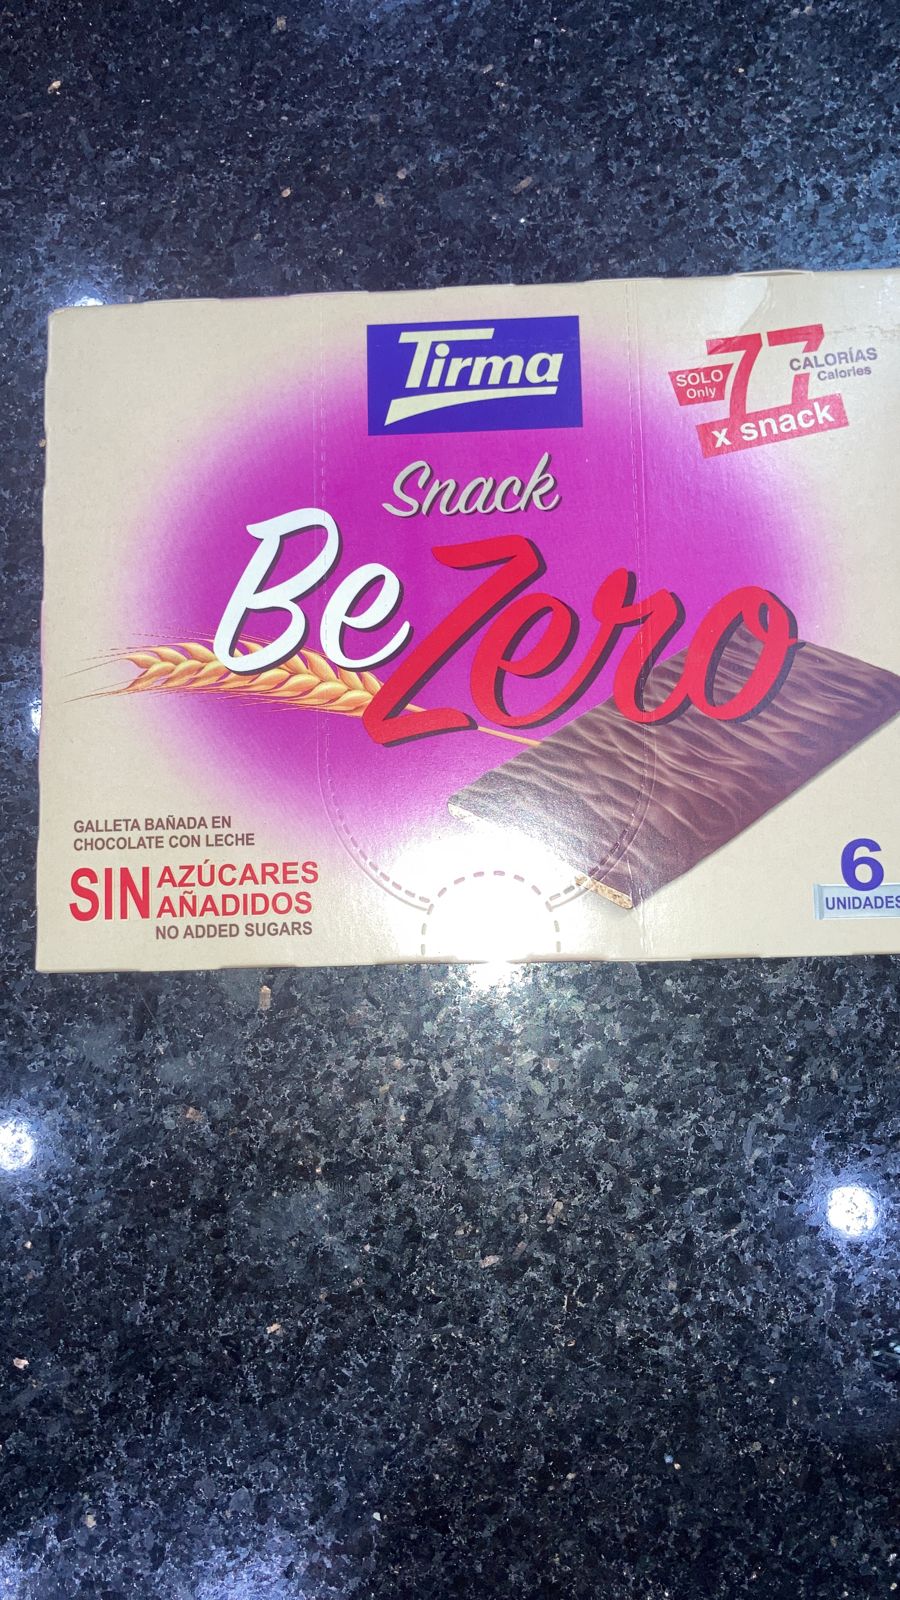 Tirma
SOLO
Only
77
CALORÍAS
Calories
x snack
Snack
BeZero
GALLETA BAÑADA EN
CHOCOLATE CON LECHE
SIN AZÚCARES
AÑADIDOS
NO ADDED SUGARS
6
UNIDADES